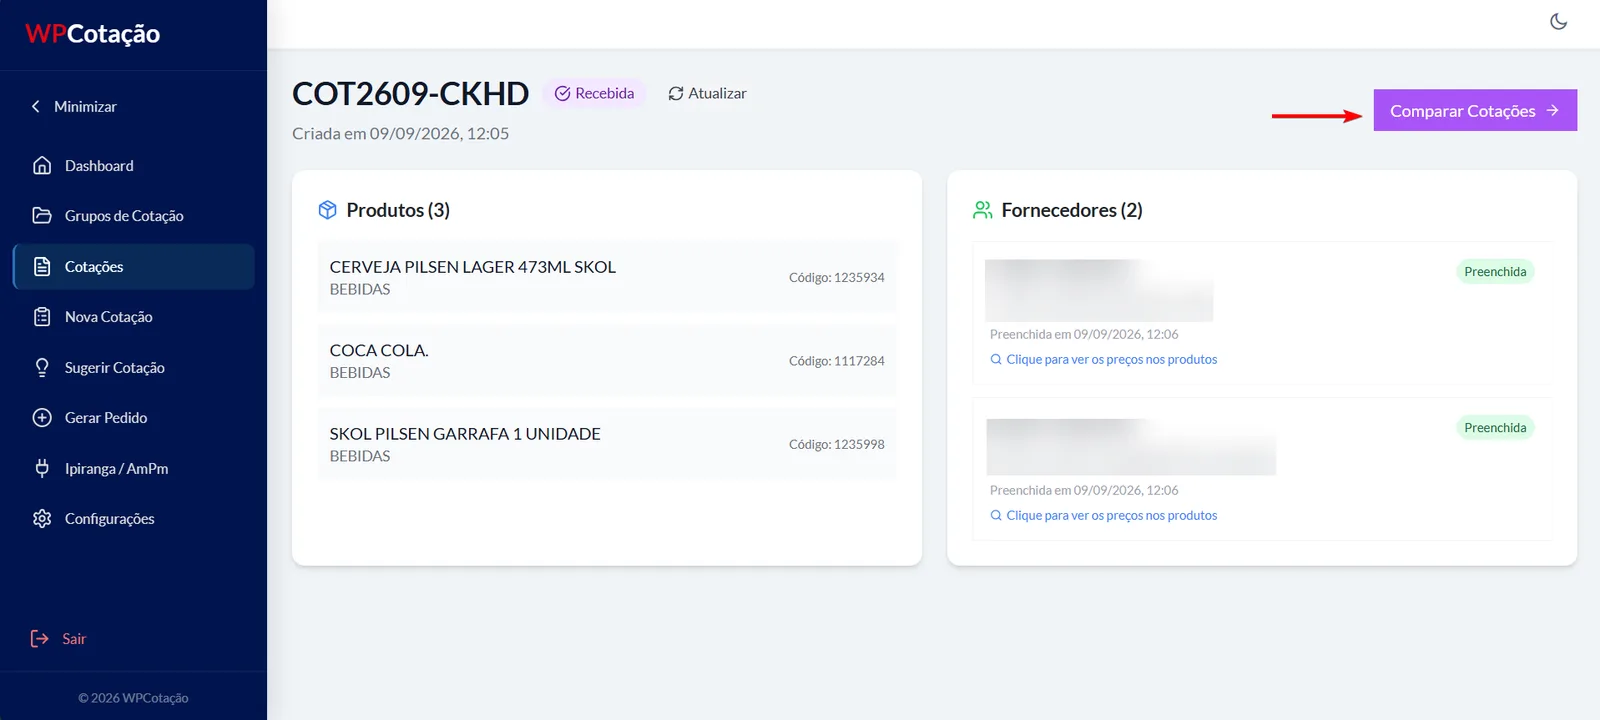 WPCotação
Minimizar
Dashboard
Grupos de Cotação
Cotações
Nova Cotação
Sugerir Cotação
Gerar Pedido
Ipiranga / AmPm
Configurações
Sair
© 2026 WPCotação
COT2609-CKHD
Recebida
Atualizar
Criada em 09/09/2026, 12:05
Comparar Cotações
Produtos (3)
CERVEJA PILSEN LAGER 473ML SKOL
BEBIDAS
Código: 1235934
COCA COLA.
BEBIDAS
Código: 1117284
SKOL PILSEN GARRAFA 1 UNIDADE
BEBIDAS
Código: 1235998
Fornecedores (2)
Preenchida
Preenchida em 09/09/2026, 12:06
Clique para ver os preços nos produtos
Preenchida
Preenchida em 09/09/2026, 12:06
Clique para ver os preços nos produtos